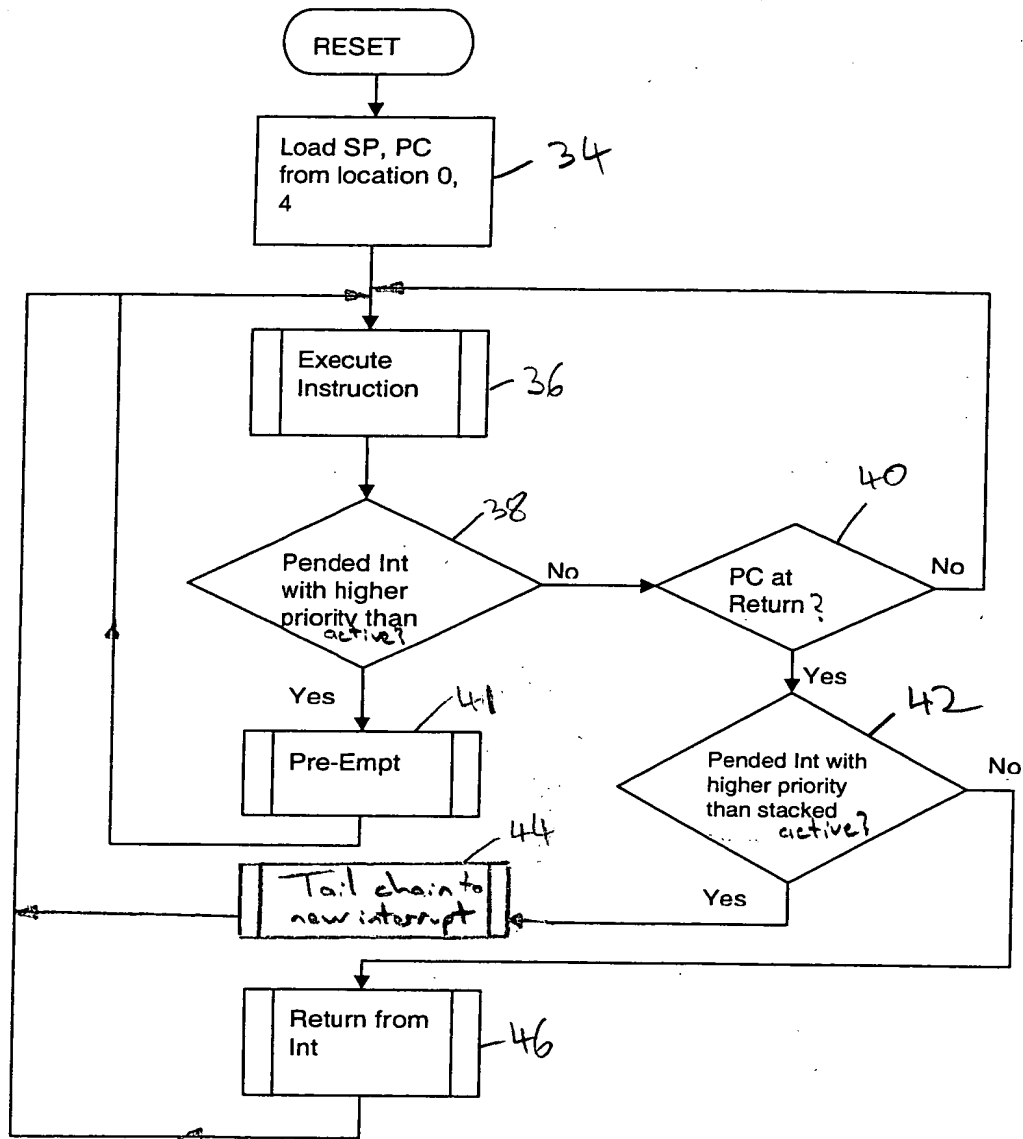 RESET
Load SP, PC
from location 0,
4
34
Execute
Instruction
36
38
Pended Int
with higher
priority than
active?
No
40
PC at
Return?
No
Yes
Yes
41
Pre-Empt
42
Pended Int with
higher priority
than stacked
active?
No
Yes
44
Tail chain to
new interrupt
Return from
Int
46